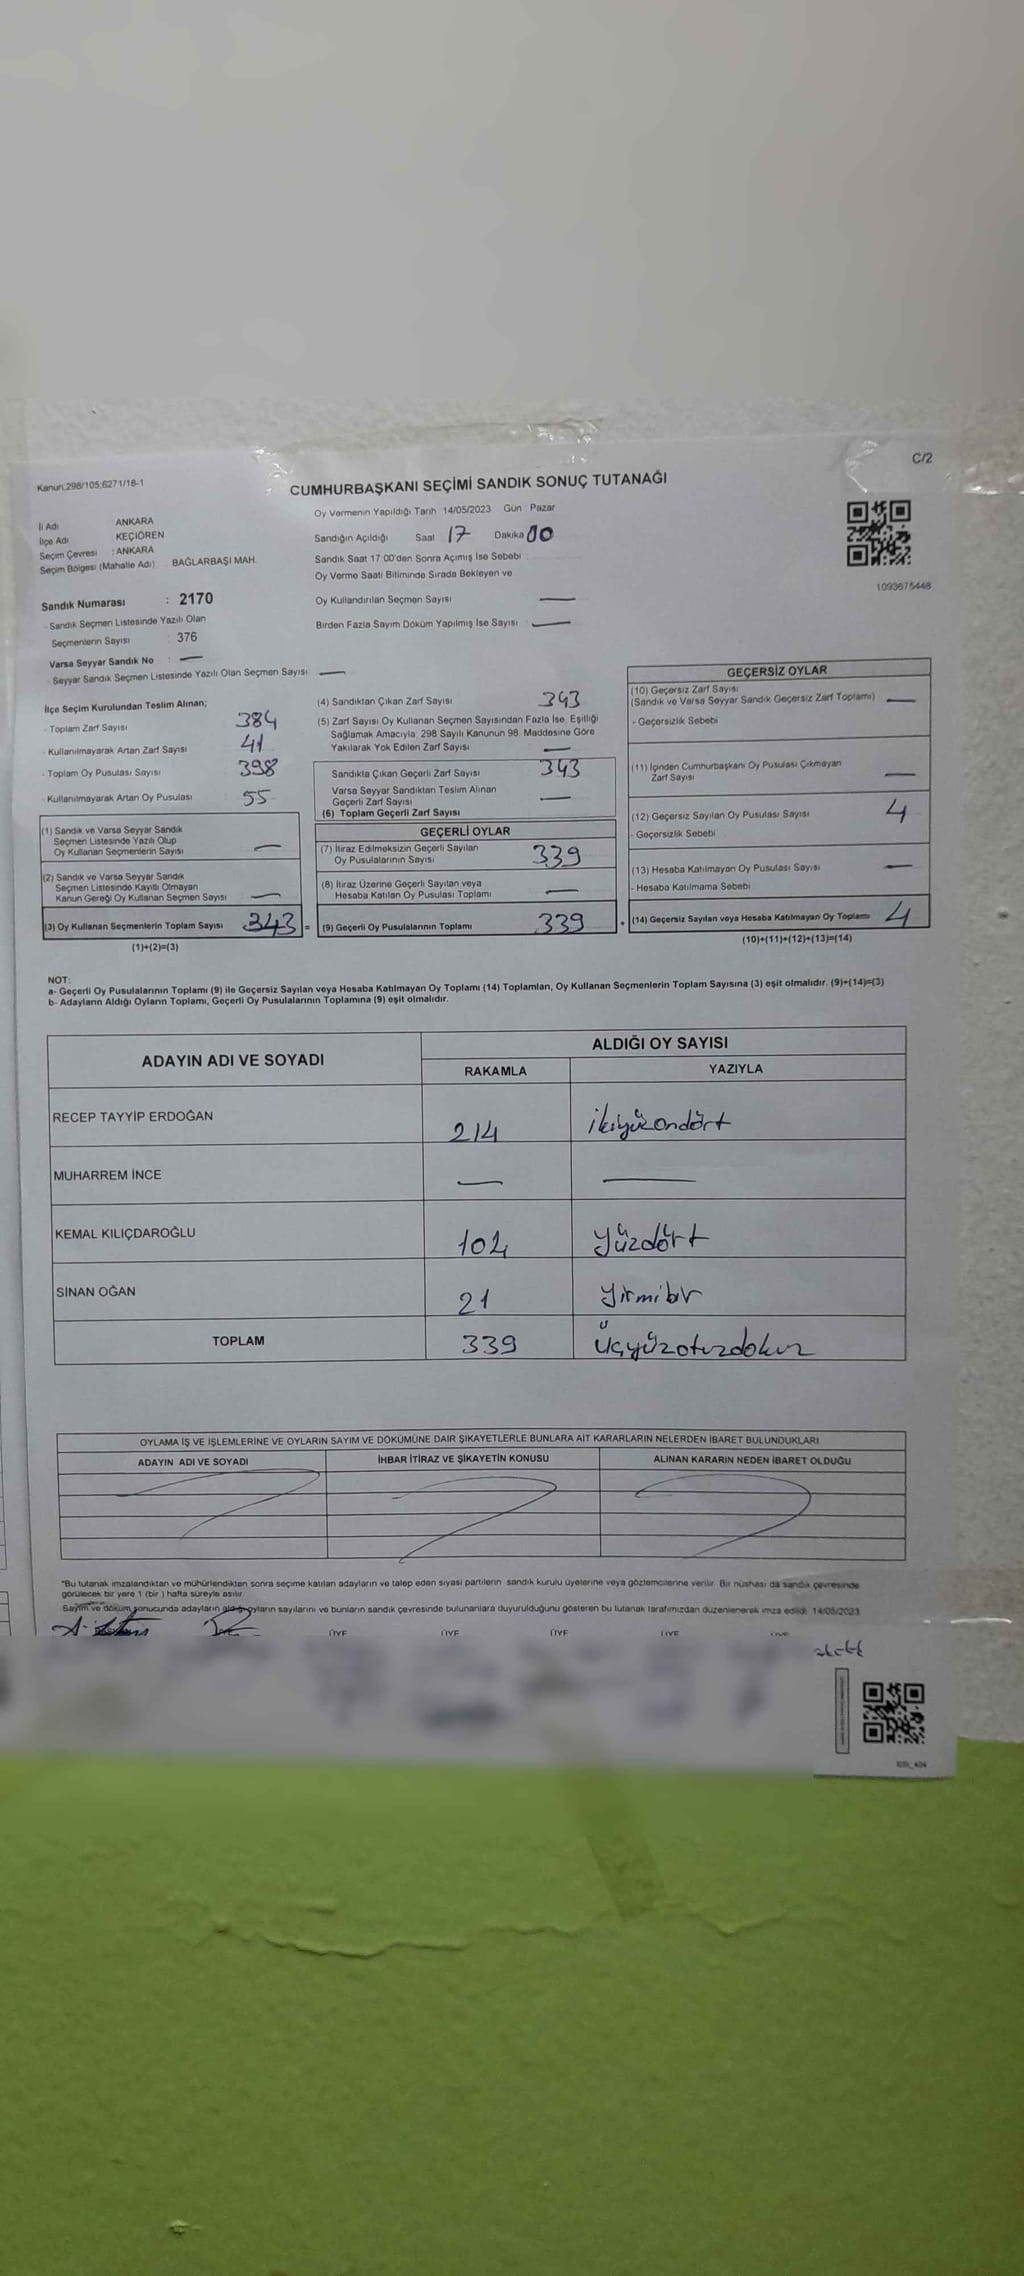 C/2
Kanun;298/105;6271/16-1
CUMHURBAŞKANI SEÇİMİ SANDIK SONUÇ TUTANAĞI
İl Adı ANKARA
İlçe Adı KEÇİÖREN
Seçim Çevresi : ANKARA
Seçim Bölgesi (Mahalle Adı) BAĞLARBAŞI MAH.
Oy Vermenin Yapıldığı Tarih 14/05/2023 Gün Pazar
Sandığın Açıldığı Saat 17 Dakika 00
Sandık Saat 17:00'den Sonra Açımış İse Sebebi
Oy Verme Saati Bitiminde Sırada Bekleyen ve
Oy Kullandırılan Seçmen Sayısı —
Birden Fazla Sayım Döküm Yapılmış İse Sayısı —
1093675448
Sandık Numarası : 2170
- Sandık Seçmen Listesinde Yazılı Olan
Seçmenlerin Sayısı : 376
Varsa Seyyar Sandık No : —
- Seyyar Sandık Seçmen Listesinde Yazılı Olan Seçmen Sayısı —
İlçe Seçim Kurulundan Teslim Alınan;
- Toplam Zarf Sayısı 384
- Kullanılmayarak Artan Zarf Sayısı 41
- Toplam Oy Pusulası Sayısı 398
- Kullanılmayarak Artan Oy Pusulası 55
(1) Sandık ve Varsa Seyyar Sandık
Seçmen Listesinde Yazılı Olup
Oy Kullanan Seçmenlerin Sayısı —
(2) Sandık ve Varsa Seyyar Sandık
Seçmen Listesinde Kayıtlı Olmayan
Kanun Gereği Oy Kullanan Seçmen Sayısı —
(3) Oy Kullanan Seçmenlerin Toplam Sayısı 343 =
(1)+(2)=(3)
(4) Sandıktan Çıkan Zarf Sayısı 343
(5) Zarf Sayısı Oy Kullanan Seçmen Sayısından Fazla İse, Eşitliği
Sağlamak Amacıyla, 298 Sayılı Kanunun 98. Maddesine Göre
Yakılarak Yok Edilen Zarf Sayısı —
Sandıkta Çıkan Geçerli Zarf Sayısı 343
Varsa Seyyar Sandıktan Teslim Alınan
Geçerli Zarf Sayısı —
(6) Toplam Geçerli Zarf Sayısı
GEÇERLİ OYLAR
(7) İtiraz Edilmeksizin Geçerli Sayılan
Oy Pusulalarının Sayısı 339
(8) İtiraz Üzerine Geçerli Sayılan veya
Hesaba Katılan Oy Pusulası Toplamı —
(9) Geçerli Oy Pusulalarının Toplamı 339 +
GEÇERSİZ OYLAR
(10) Geçersiz Zarf Sayısı
(Sandık ve Varsa Seyyar Sandık Geçersiz Zarf Toplamı) —
- Geçersizlik Sebebi
(11) İçinden Cumhurbaşkanı Oy Pusulası Çıkmayan
Zarf Sayısı —
(12) Geçersiz Sayılan Oy Pusulası Sayısı 4
- Geçersizlik Sebebi
(13) Hesaba Katılmayan Oy Pusulası Sayısı —
- Hesaba Katılmama Sebebi
(14) Geçersiz Sayılan veya Hesaba Katılmayan Oy Toplamı 4
(10)+(11)+(12)+(13)=(14)
NOT:
a- Geçerli Oy Pusulalarının Toplamı (9) ile Geçersiz Sayılan veya Hesaba Katılmayan Oy Toplamı (14) Toplamları, Oy Kullanan Seçmenlerin Toplam Sayısına (3) eşit olmalıdır. (9)+(14)=(3)
b- Adayların Aldığı Oyların Toplamı, Geçerli Oy Pusulalarının Toplamına (9) eşit olmalıdır.
ADAYIN ADI VE SOYADI ALDIĞI OY SAYISI
RAKAMLA YAZIYLA
RECEP TAYYİP ERDOĞAN 214 ikiyüzondört
MUHARREM İNCE — —
KEMAL KILIÇDAROĞLU 104 yüzdört
SİNAN OĞAN 21 yirmibir
TOPLAM 339 üçyüzotuzdokuz
OYLAMA İŞ VE İŞLEMLERİNE VE OYLARIN SAYIM VE DÖKÜMÜNE DAİR ŞİKAYETLERLE BUNLARA AİT KARARLARIN NELERDEN İBARET BULUNDUKLARI
ADAYIN ADI VE SOYADI İHBAR İTİRAZ VE ŞİKAYETİN KONUSU ALINAN KARARIN NEDEN İBARET OLDUĞU
*Bu tutanak imzalandıktan ve mühürlendikten sonra seçime katılan adayların ve talep eden siyasi partilerin sandık kurulu üyelerine veya gözlemcilerine verilir. Bir nüshası da sandık çevresinde
görülecek bir yere 1 (bir ) hafta süreyle asılır.
Sayım ve döküm sonucunda adayların aldığı oyların sayılarını ve bunların sandık çevresinde bulunanlara duyurulduğunu gösteren bu tutanak tarafımızdan düzenlenerek imza edildi. 14/05/2023
ÜYE ÜYE ÜYE ÜYE ÜYE